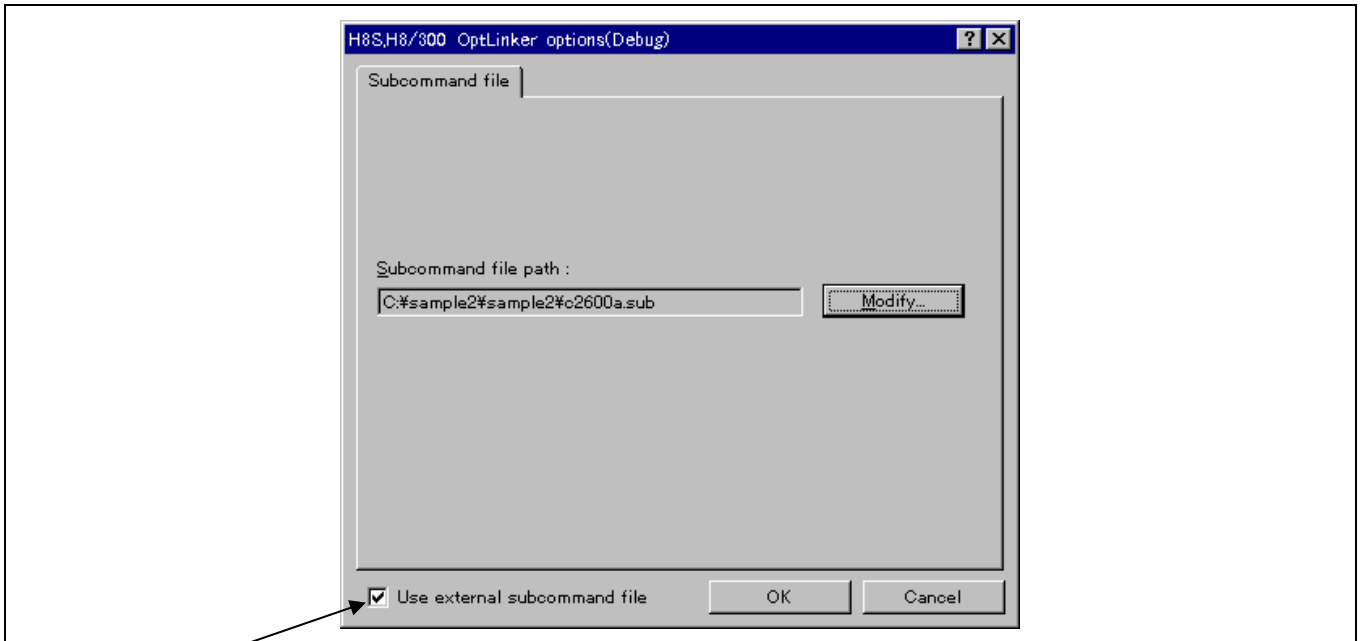 H8S,H8/300 OptLinker options(Debug)
Subcommand file
Subcommand file path :
C:¥sample2¥sample2¥c2600a.sub
Modify...
Use external subcommand file
OK
Cancel